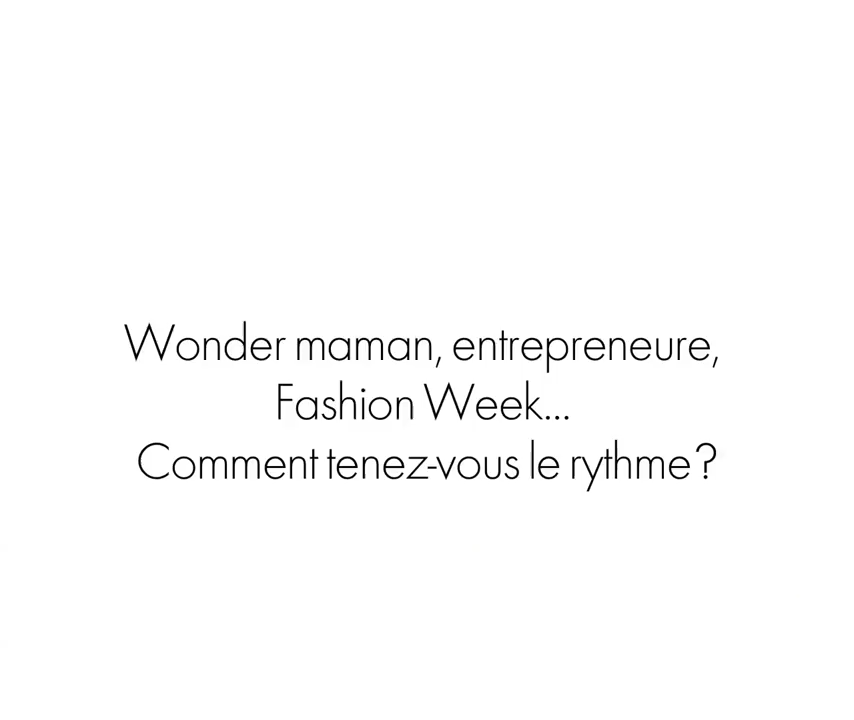 Wonder maman, entrepreneure,
Fashion Week...
Comment tenez-vous le rythme?